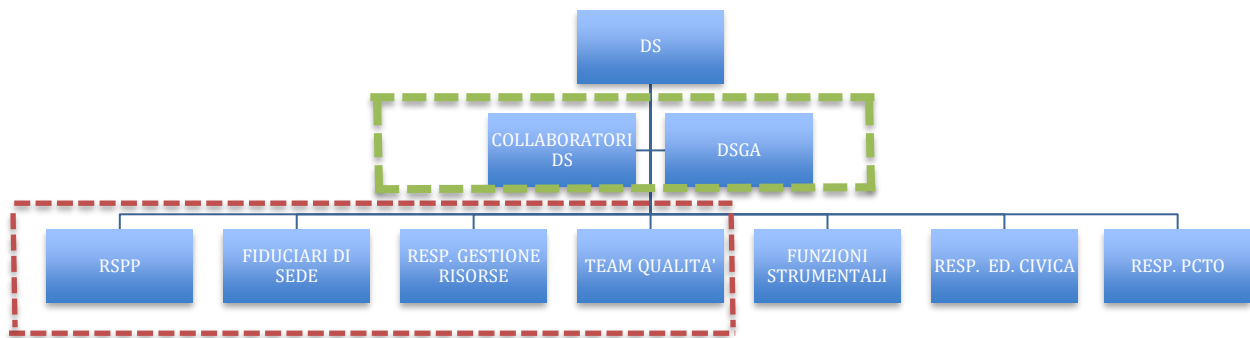 DS
COLLABORATORI
DS
DSGA
RSPP
FIDUCIARI DI
SEDE
RESP. GESTIONE
RISORSE
TEAM QUALITA'
FUNZIONI
STRUMENTALI
RESP. ED. CIVICA
RESP. PCTO